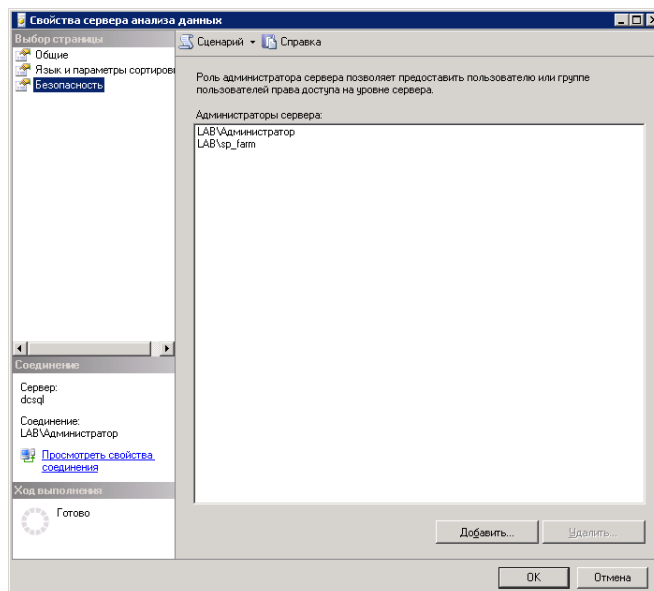 Свойства сервера анализа данных
Выбор страницы
Общие
Язык и параметры сортировк
Безопасность
Сценарий
Справка
Роль администратора сервера позволяет предоставить пользователю или группе
пользователей права доступа на уровне сервера.
Администраторы сервера:
LAB\Администратор
LAB\sp_farm
Соединение
Сервер:
dcsql
Соединение:
LAB\Администратор
Просмотреть свойства
соединения
Ход выполнения
Готово
Добавить...
Удалить...
OK
Отмена